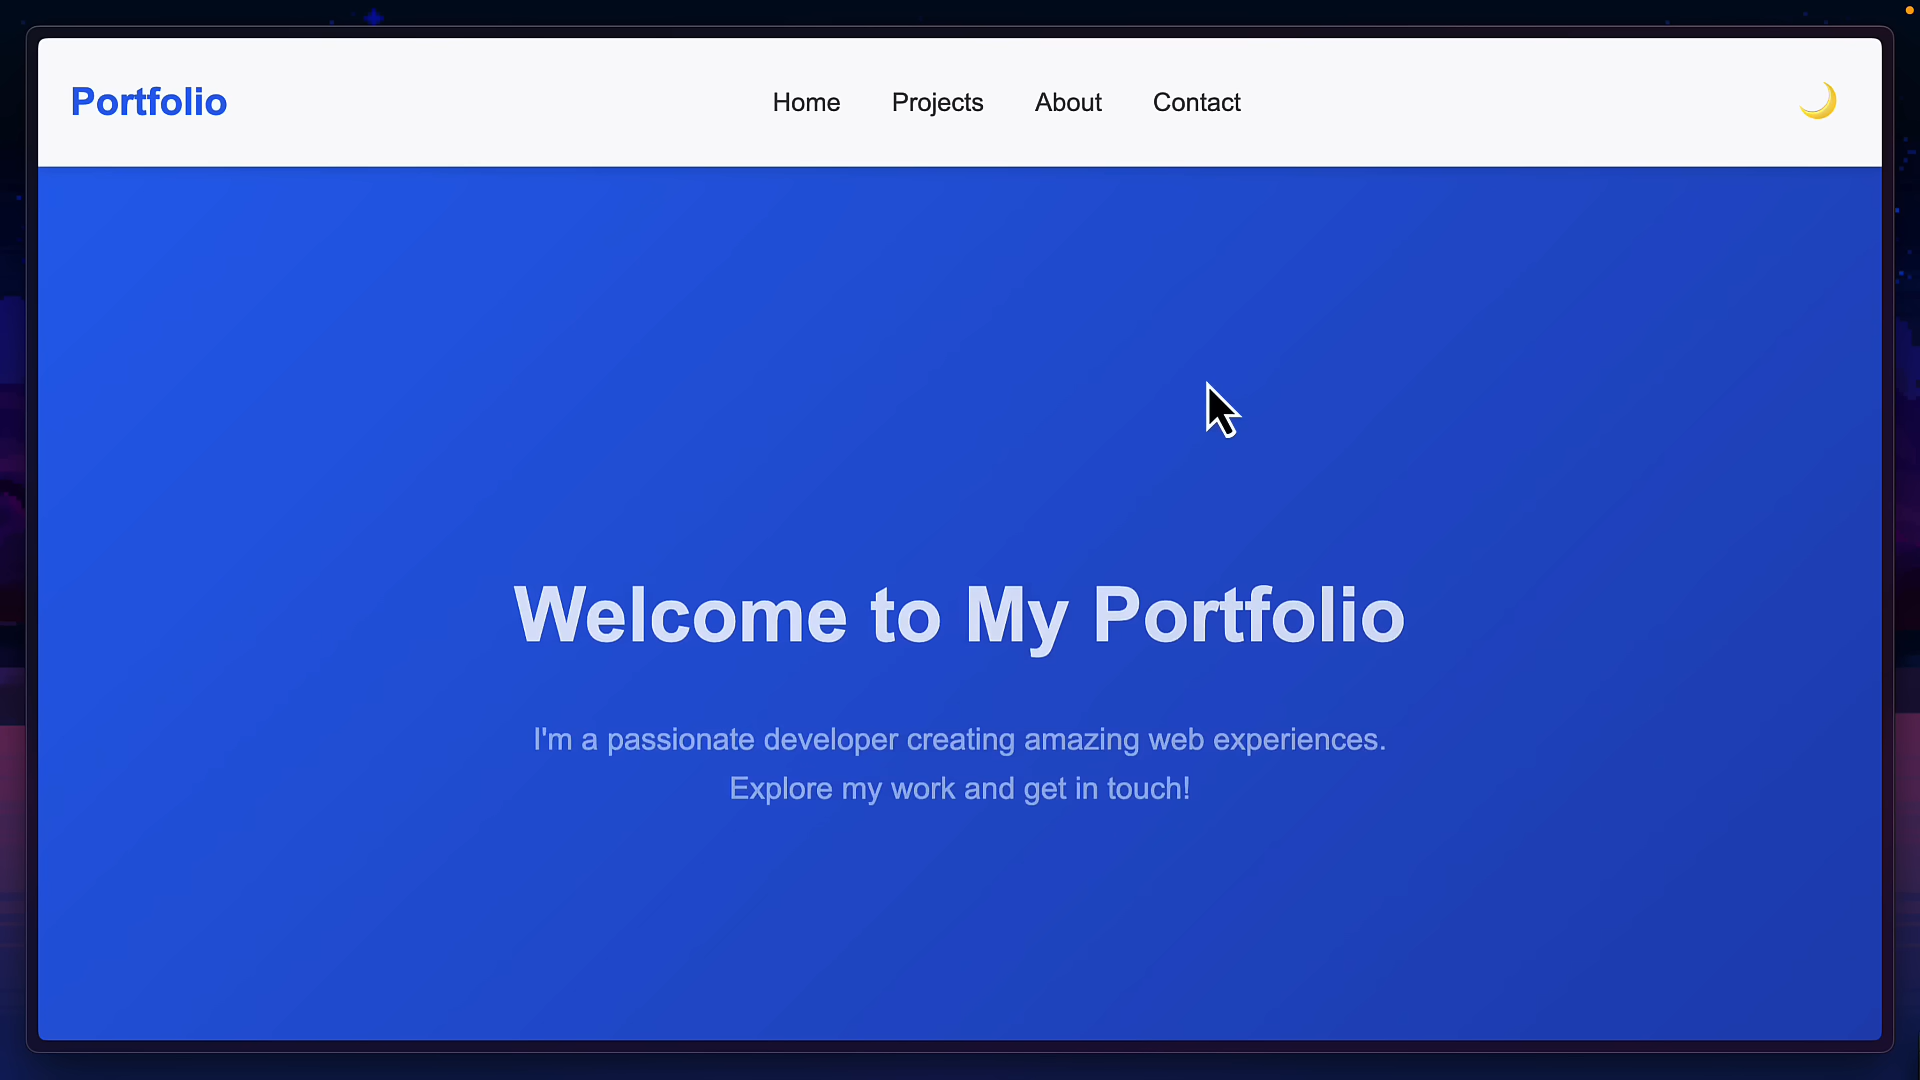 Portfolio
Home
Projects
About
Contact
Welcome to My Portfolio
I'm a passionate developer creating amazing web experiences.
Explore my work and get in touch!